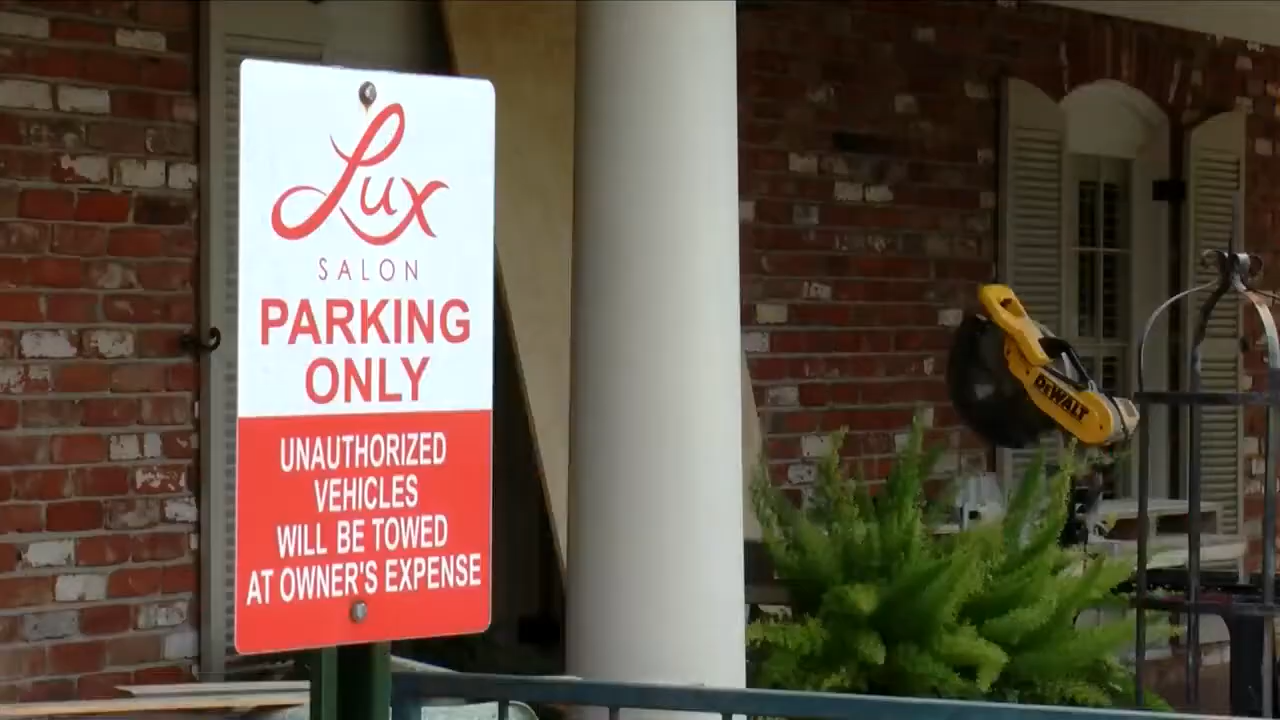 Lux
SALON
PARKING
ONLY
UNAUTHORIZED
VEHICLES
WILL BE TOWED
AT OWNER'S EXPENSE
DEWALT